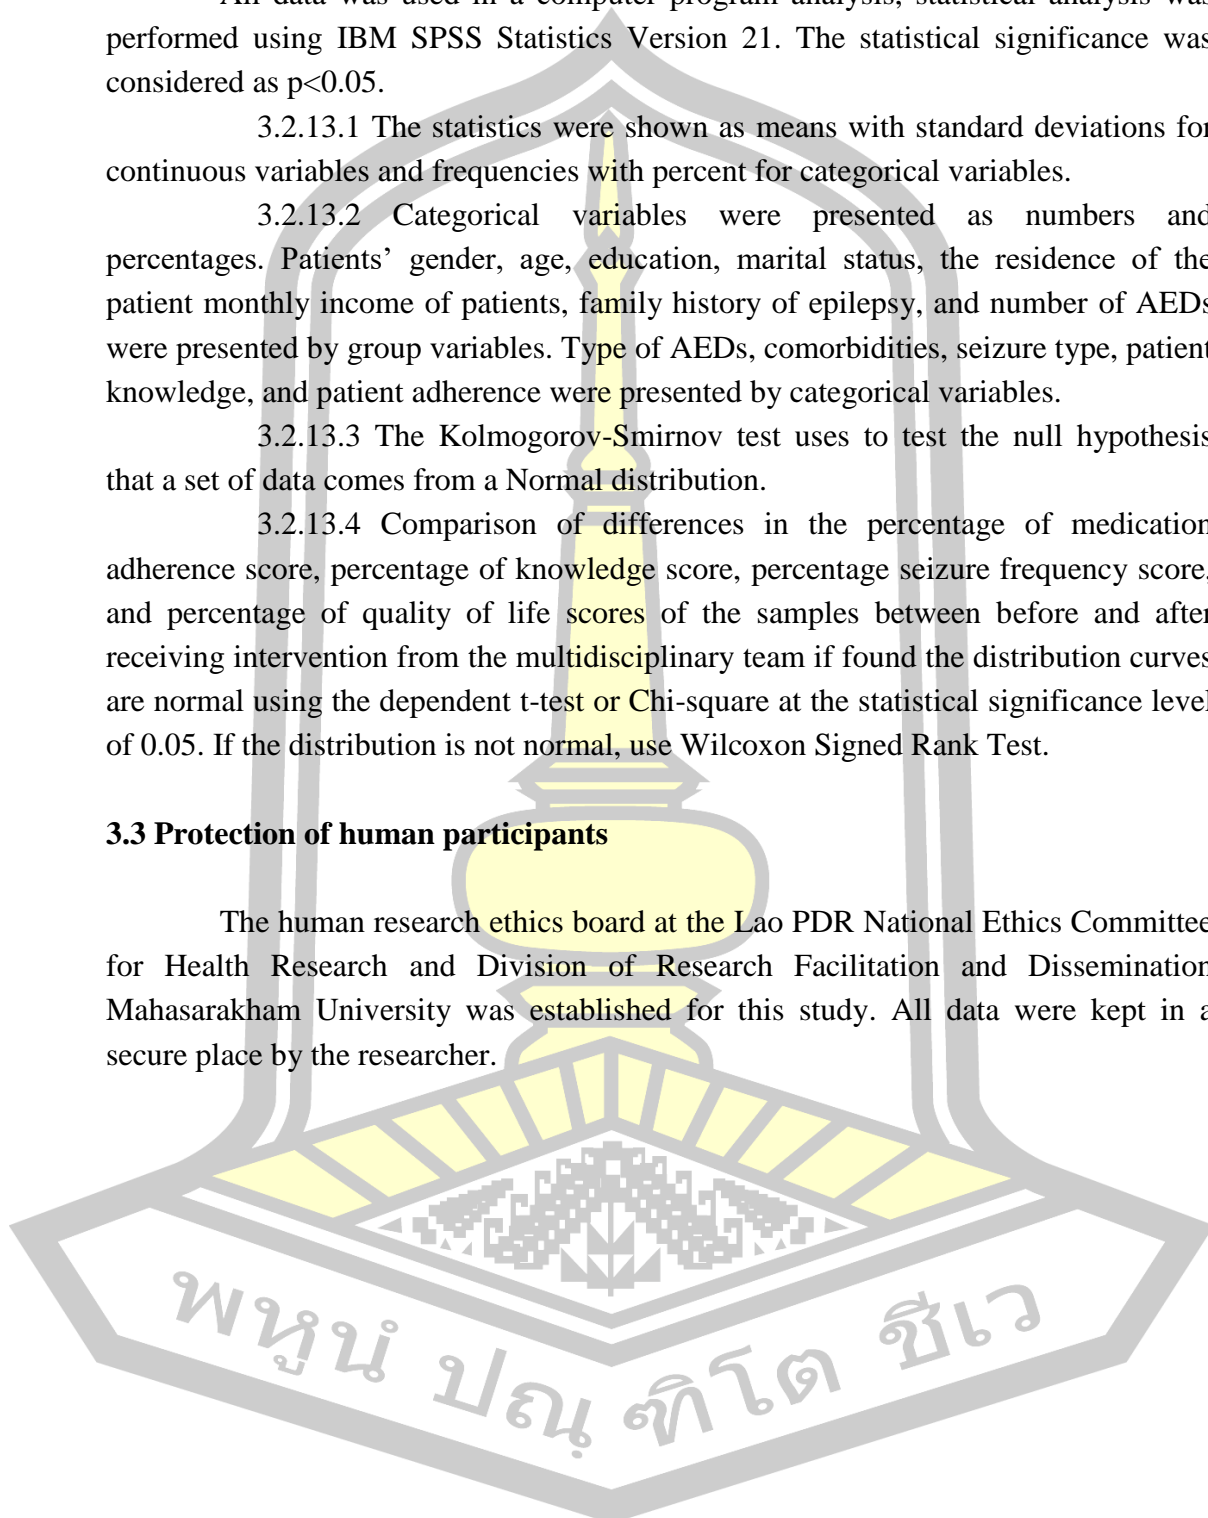 All data was used in a computer program analysis, statistical analysis was
performed using IBM SPSS Statistics Version 21. The statistical significance was
considered as p<0.05.
3.2.13.1 The statistics were shown as means with standard deviations for
continuous variables and frequencies with percent for categorical variables.
3.2.13.2 Categorical variables were presented as numbers and
percentages. Patients’ gender, age, education, marital status, the residence of the
patient monthly income of patients, family history of epilepsy, and number of AEDs
were presented by group variables. Type of AEDs, comorbidities, seizure type, patient
knowledge, and patient adherence were presented by categorical variables.
3.2.13.3 The Kolmogorov-Smirnov test uses to test the null hypothesis
that a set of data comes from a Normal distribution.
3.2.13.4 Comparison of differences in the percentage of medication
adherence score, percentage of knowledge score, percentage seizure frequency score,
and percentage of quality of life scores of the samples between before and after
receiving intervention from the multidisciplinary team if found the distribution curves
are normal using the dependent t-test or Chi-square at the statistical significance level
of 0.05. If the distribution is not normal, use Wilcoxon Signed Rank Test.
3.3 Protection of human participants
The human research ethics board at the Lao PDR National Ethics Committee
for Health Research and Division of Research Facilitation and Dissemination
Mahasarakham University was established for this study. All data were kept in a
secure place by the researcher.
พหูนํ ปณฺฑิโต ชีเว